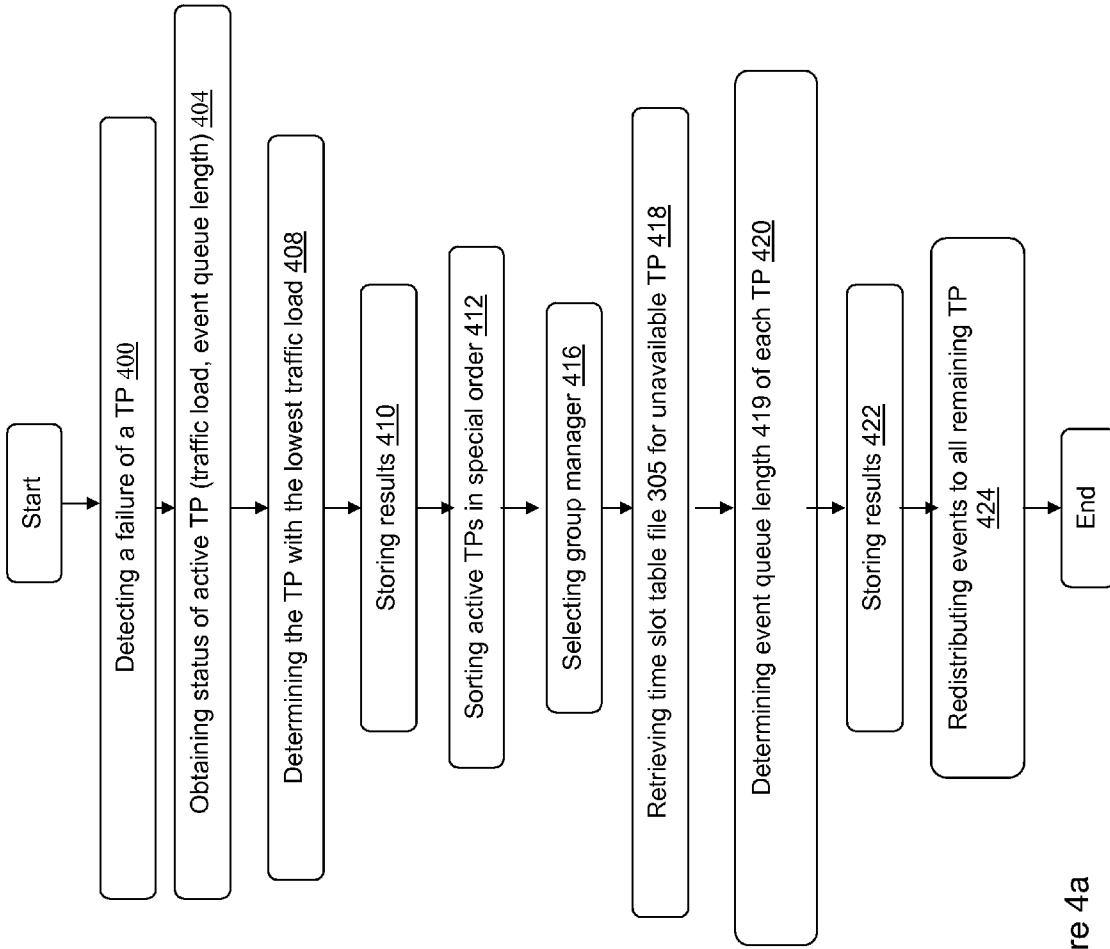 Start
Detecting a failure of a TP 400
Obtaining status of active TP (traffic load, event queue length) 404
Determining the TP with the lowest traffic load 408
Storing results 410
Sorting active TPs in special order 412
Selecting group manager 416
Retrieving time slot table file 305 for unavailable TP 418
Determining event queue length 419 of each TP 420
Storing results 422
Redistributing events to all remaining TP
424
End
re 4a